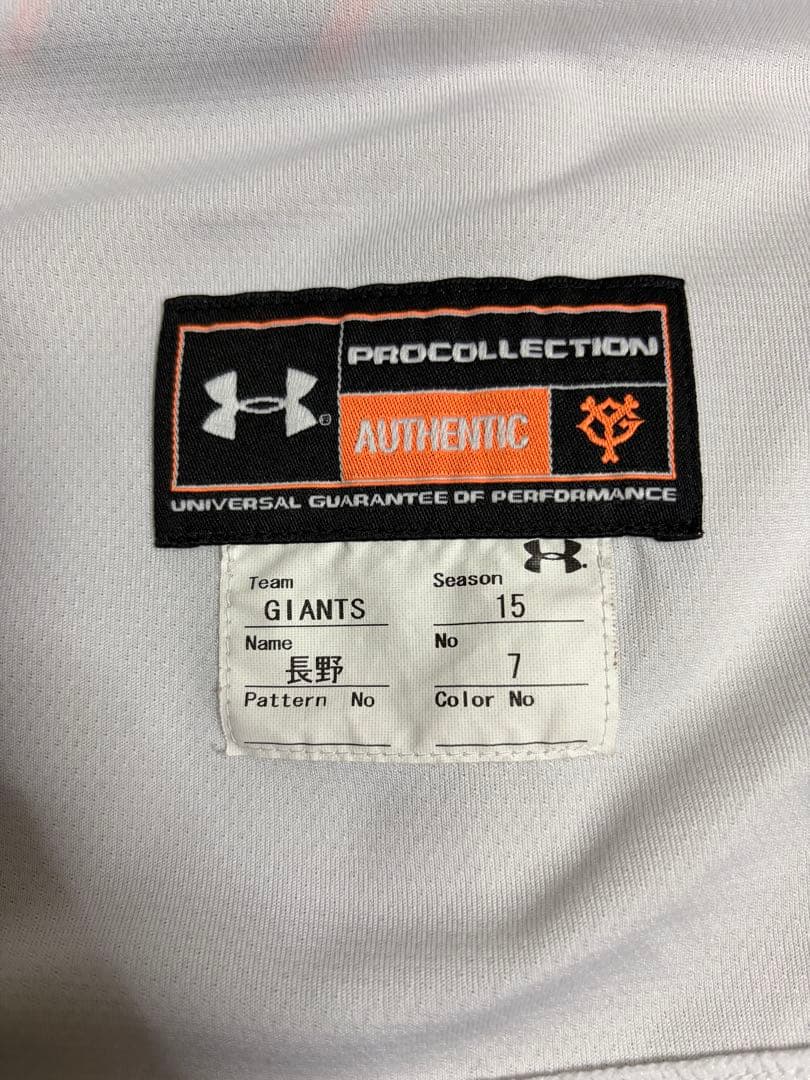 PROCOLLECTION
AUTHENTIC
UNIVERSAL GUARANTEE OF PERFORMANCE
Team Season
GIANTS 15
Name No
長野 7
Pattern No Color No